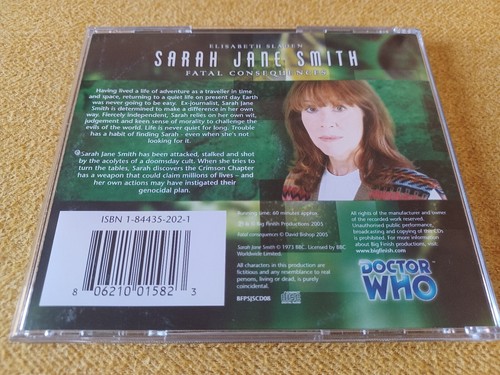 ELISABETH SLADEN
SARAH JANE SMITH
FATAL CONSEQUENCES
Having lived a life of adventure as a traveller in time
and space, returning to a quiet life on present day Earth
was never going to be easy. Ex-journalist, Sarah Jane
Smith is determined to make a difference in her own
way. Fiercely independent, Sarah relies on her own wit,
judgement and keen sense of morality to challenge the
evils of the world. Life is never quiet for long. Trouble
has a habit of finding Sarah - even when she's not
looking for it.
Sarah Jane Smith has been attacked, stalked and shot
by the acolytes of a doomsday cult. When she tries to
turn the tables, Sarah discovers the Crimson Chapter
has a weapon that could claim millions of lives – and
her own actions may have instigated their
genocidal plan.
ISBN 1-84435-202-1
8 06210 01582 3
Running time: 60 minutes approx.
Big Finish Productions 2005
Fatal consequences © David Bishop 2005
Sarah Jane Smith © 1973 BBC. Licensed by BBC
Worldwide Limited.
All characters in this production are
fictitious and any resemblance to real
persons, living or dead, is purely
coincidental.
BFPSJSCD08
COMPACT
disc
DIGITAL AUDIO
All rights of the manufacturer and owner
of the recorded work reserved.
Unauthorised public performance,
broadcasting and copying of this CDs
is prohibited. For more information
about Big Finish products visit:
www.bigfinish.com
DOCTOR
WHO